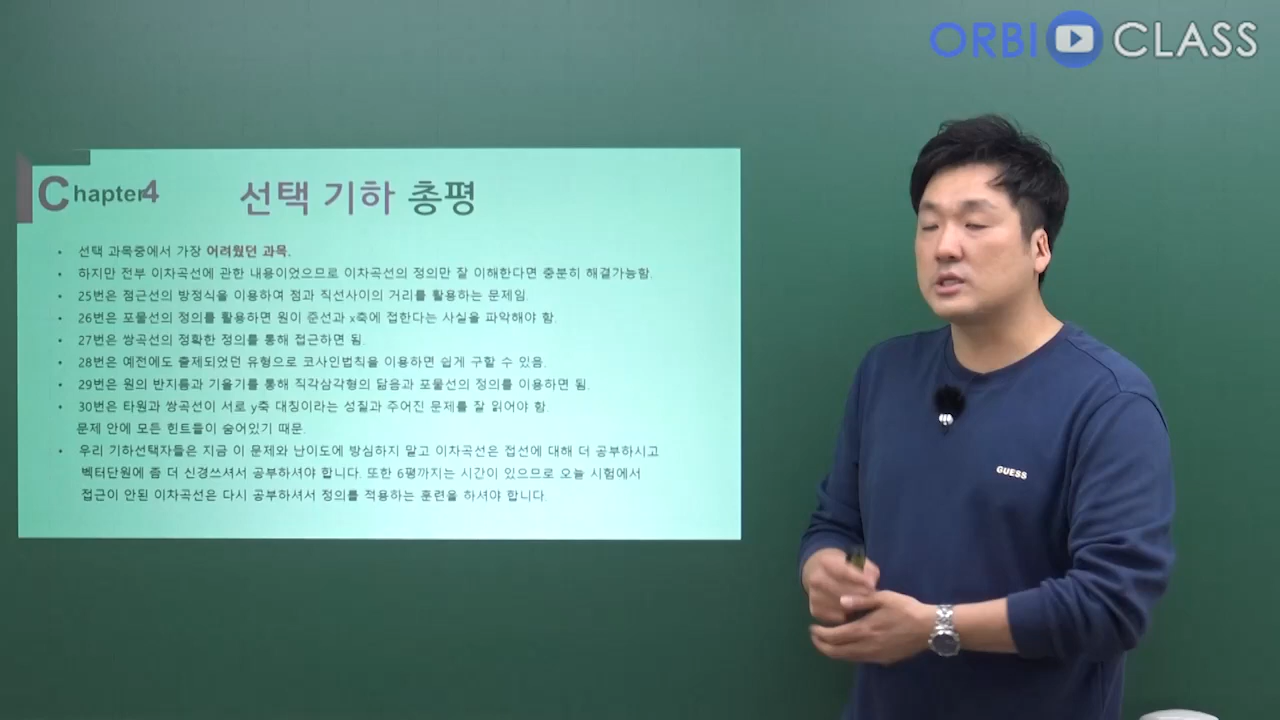 ORBI CLASS
Chapter4
선택 기하 총평
• 선택 과목중에서 가장 어려웠던 과목.
• 하지만 전부 이차곡선에 관한 내용이었으므로 이차곡선의 정의만 잘 이해한다면 충분히 해결가능함.
• 25번은 점근선의 방정식을 이용하여 점과 직선사이의 거리를 활용하는 문제임.
• 26번은 포물선의 정의를 활용하면 원이 준선과 x축에 접한다는 사실을 파악해야 함.
• 27번은 쌍곡선의 정확한 정의를 통해 접근하면 됨.
• 28번은 예전에도 출제되었던 유형으로 코사인법칙을 이용하면 쉽게 구할 수 있음.
• 29번은 원의 반지름과 기울기를 통해 직각삼각형의 닮음과 포물선의 정의를 이용하면 됨.
• 30번은 타원과 쌍곡선이 서로 y축 대칭이라는 성질과 주어진 문제를 잘 읽어야 함.
문제 안에 모든 힌트들이 숨어있기 때문.
• 우리 기하선택자들은 지금 이 문제와 난이도에 방심하지 말고 이차곡선은 접선에 대해 더 공부하시고
벡터단원에 좀 더 신경쓰셔서 공부하셔야 합니다. 또한 6평까지는 시간이 있으므로 오늘 시험에서
접근이 안된 이차곡선은 다시 공부하셔서 정의를 적용하는 훈련을 하셔야 합니다.
GUESS